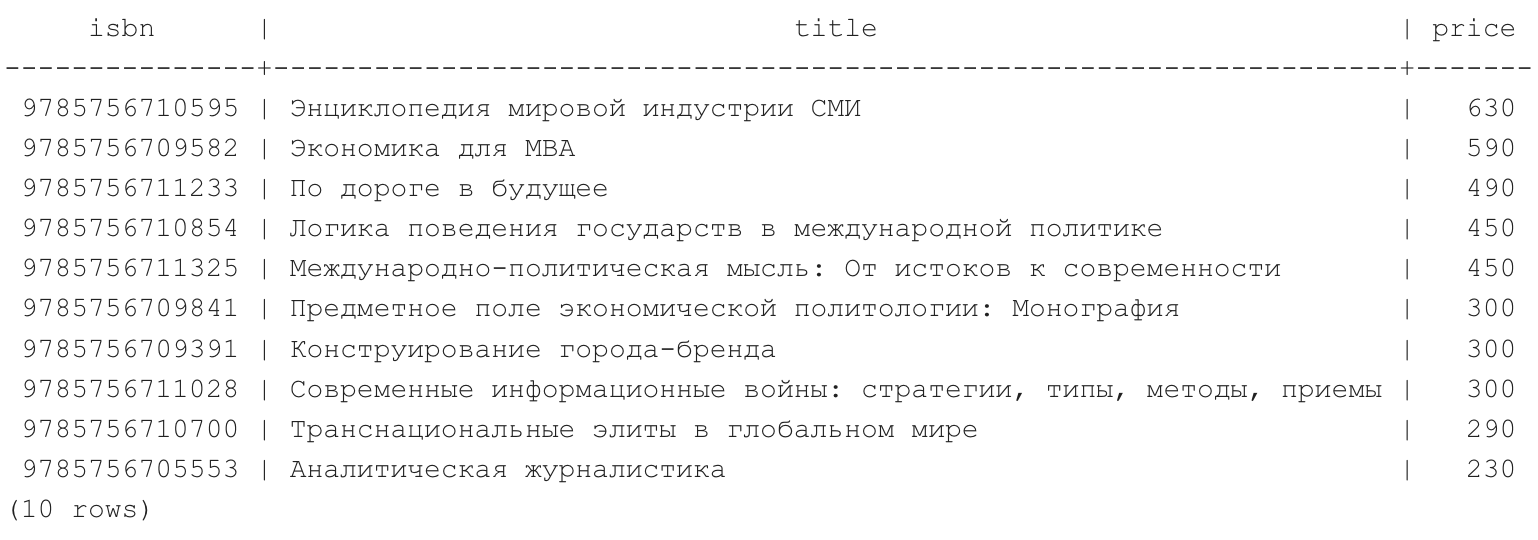 isbn | title | price
---------------+-------------------------------------------------------------------+-------
9785756710595 | Энциклопедия мировой индустрии СМИ | 630
9785756709582 | Экономика для МВА | 590
9785756711233 | По дороге в будущее | 490
9785756710854 | Логика поведения государств в международной политике | 450
9785756711325 | Международно-политическая мысль: От истоков к современности | 450
9785756709841 | Предметное поле экономической политологии: Монография | 300
9785756709391 | Конструирование города-бренда | 300
9785756711028 | Современные информационные войны: стратегии, типы, методы, приемы | 300
9785756710700 | Транснациональные элиты в глобальном мире | 290
9785756705553 | Аналитическая журналистика | 230
(10 rows)